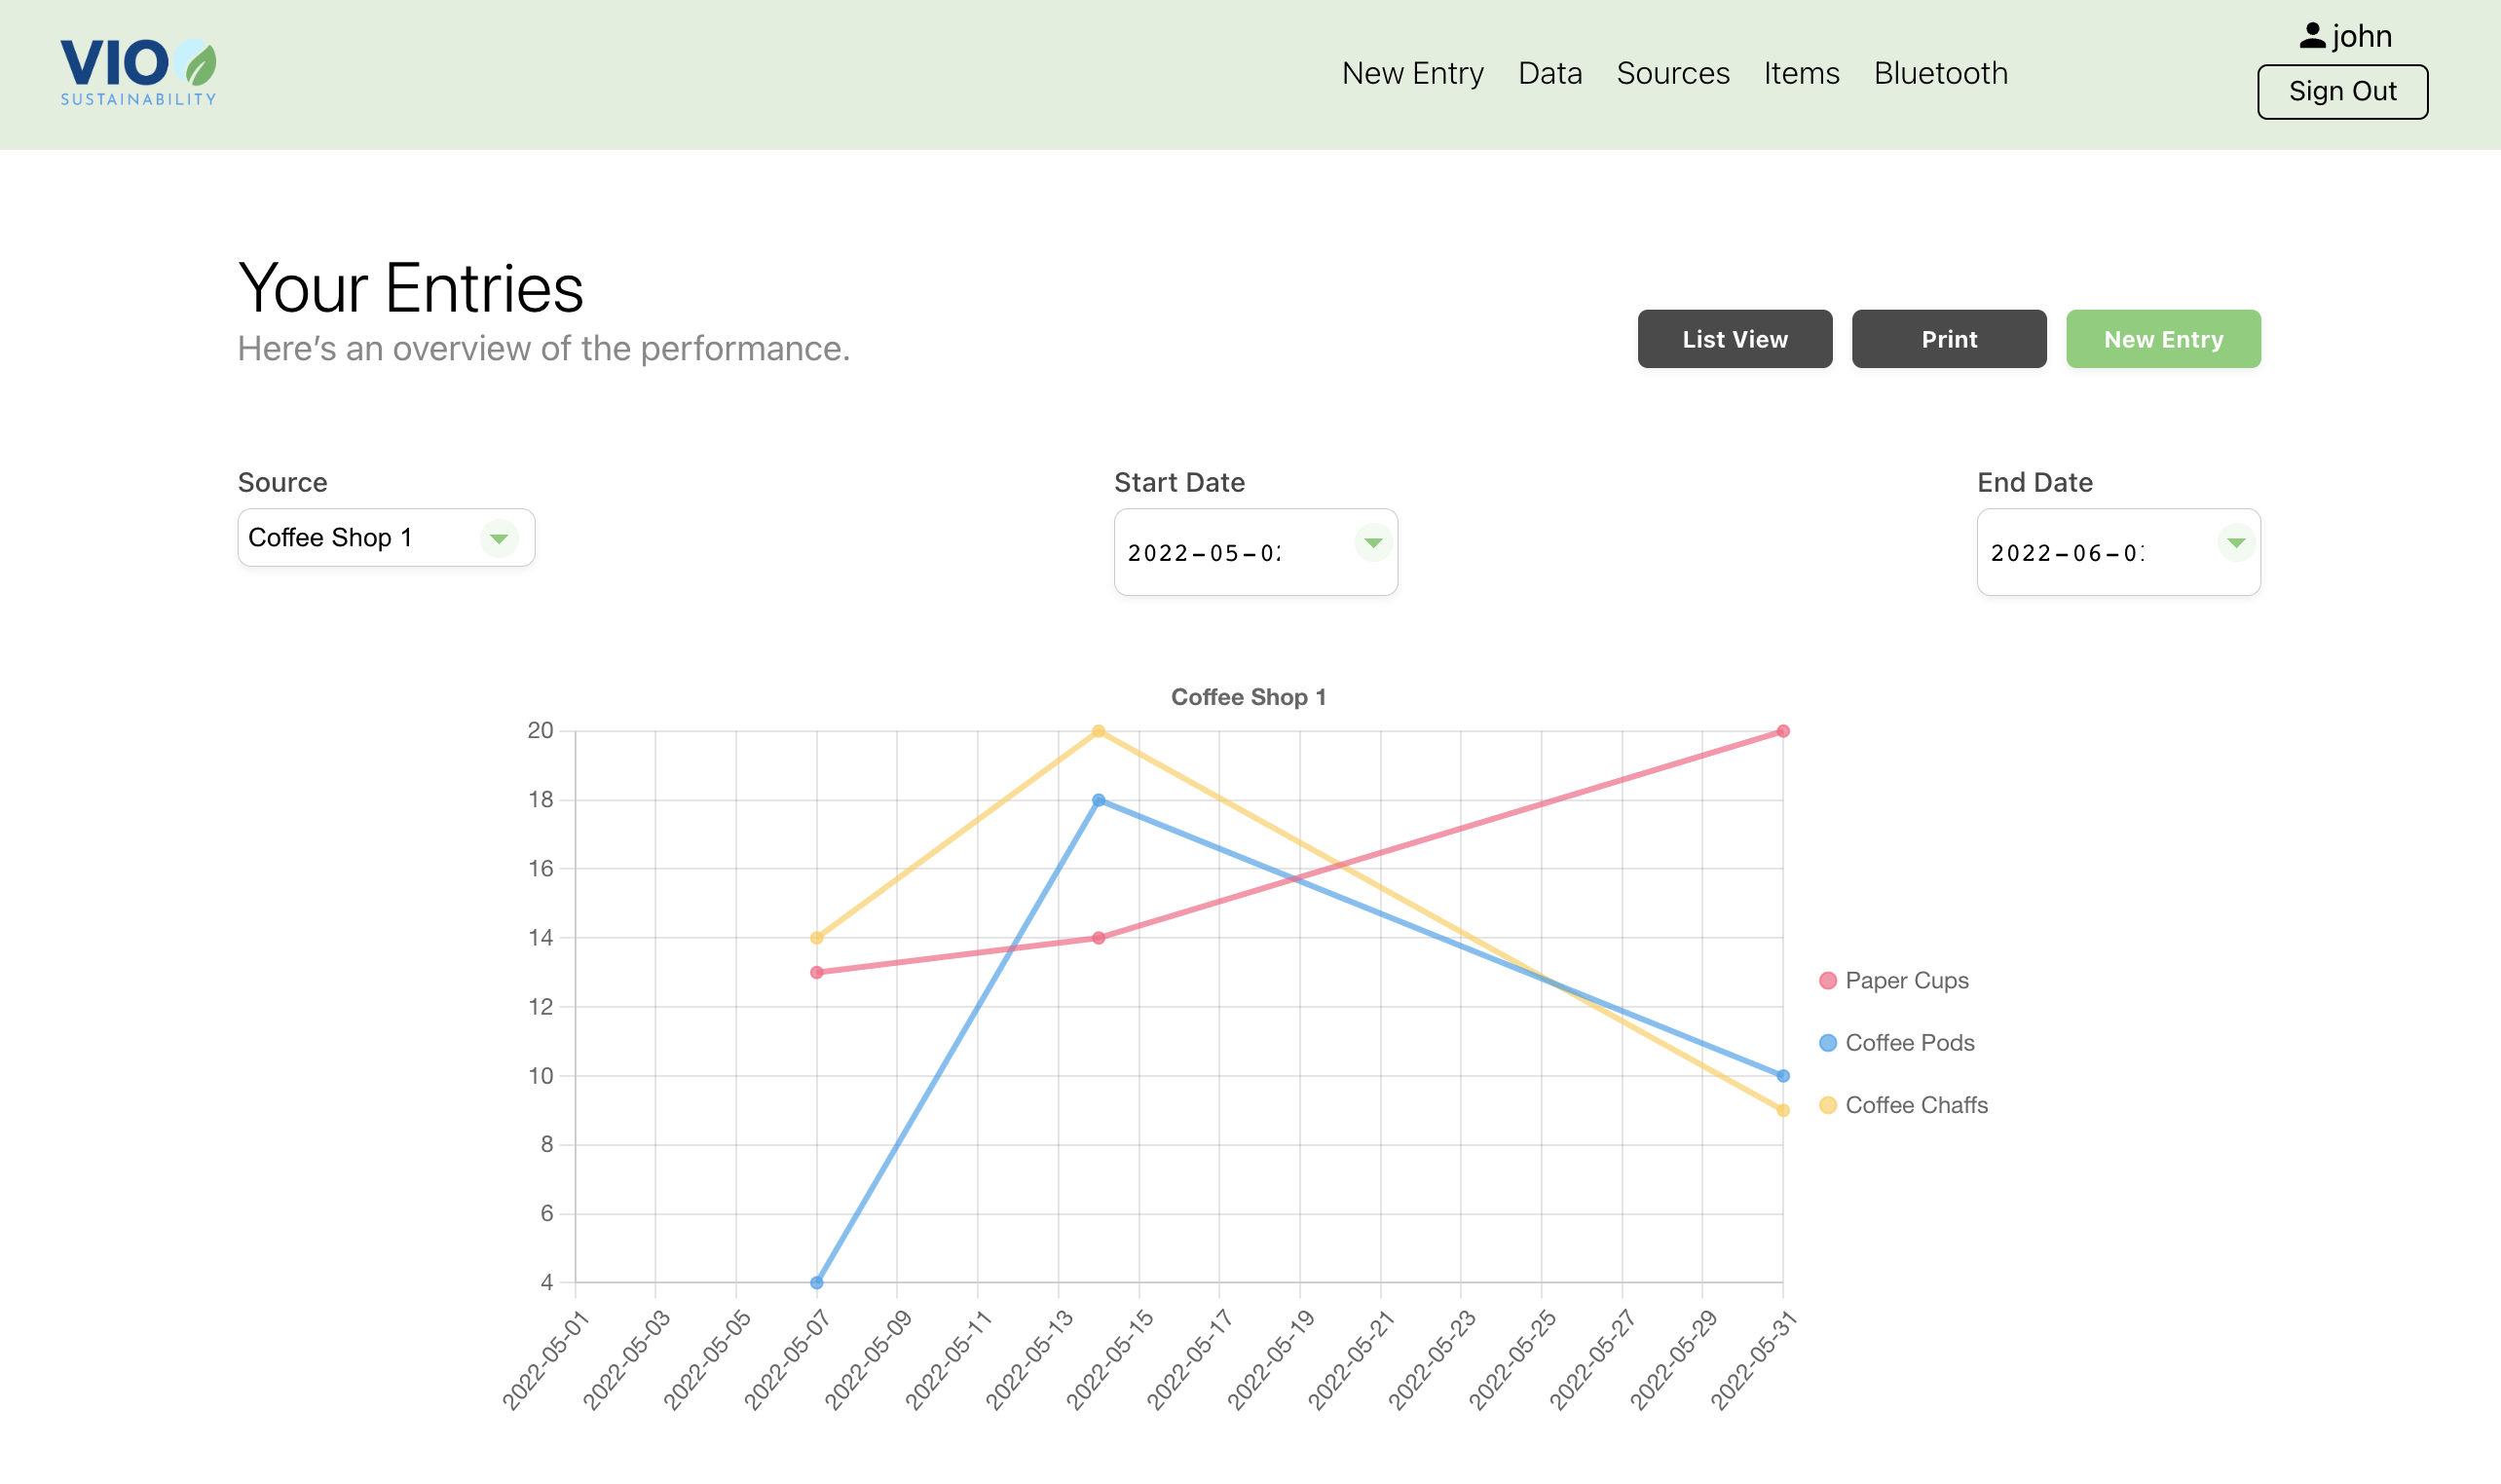 VIO
SUSTAINABILITY
New Entry Data Sources Items Bluetooth
john
Sign Out
Your Entries
Here's an overview of the performance.
List View Print New Entry
Source Start Date End Date
Coffee Shop 1 2022-05-0 2022-06-0
Coffee Shop 1
20
18
16
14
12
10
8
6
4
Paper Cups
Coffee Pods
Coffee Chaffs
2022-05-01 2022-05-03 2022-05-05 2022-05-07 2022-05-09 2022-05-11 2022-05-13 2022-05-15 2022-05-17 2022-05-19 2022-05-21 2022-05-23 2022-05-25 2022-05-27 2022-05-29 2022-05-31